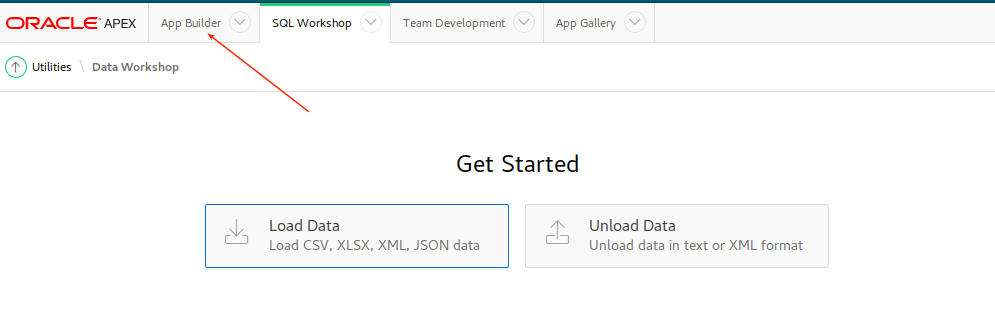 ORACLE APEX App Builder SQL Workshop Team Development App Gallery
Utilities \ Data Workshop
Get Started
Load Data
Load CSV, XLSX, XML, JSON data
Unload Data
Unload data in text or XML format